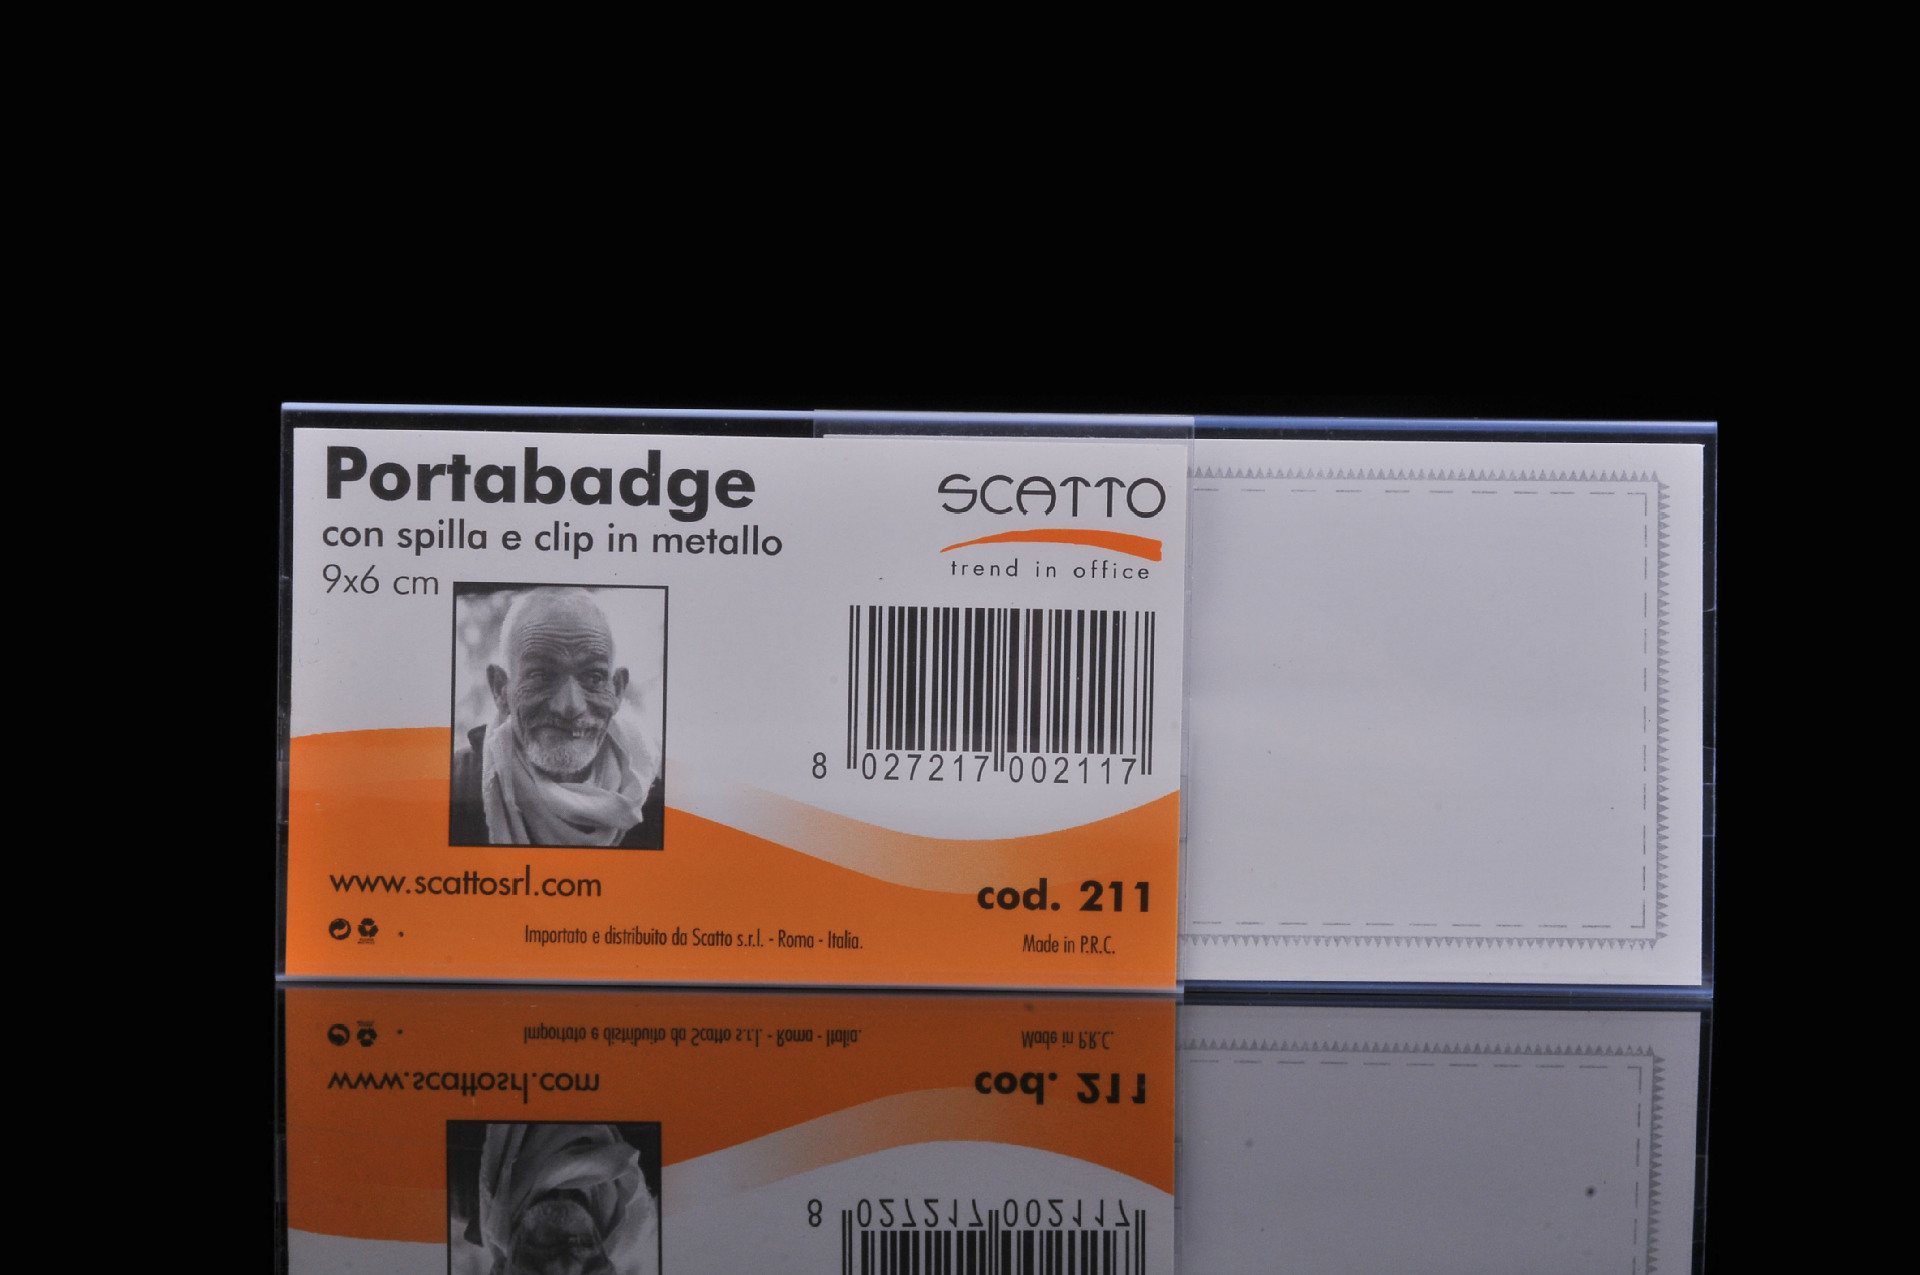 Portabadge
con spilla e clip in metallo
9x6 cm
SCATTO
trend in office
8 027217 002117
www.scattosrl.com
cod. 211
Importato e distribuito da Scatto s.r.l. - Roma - Italia.
Made in P.R.C.